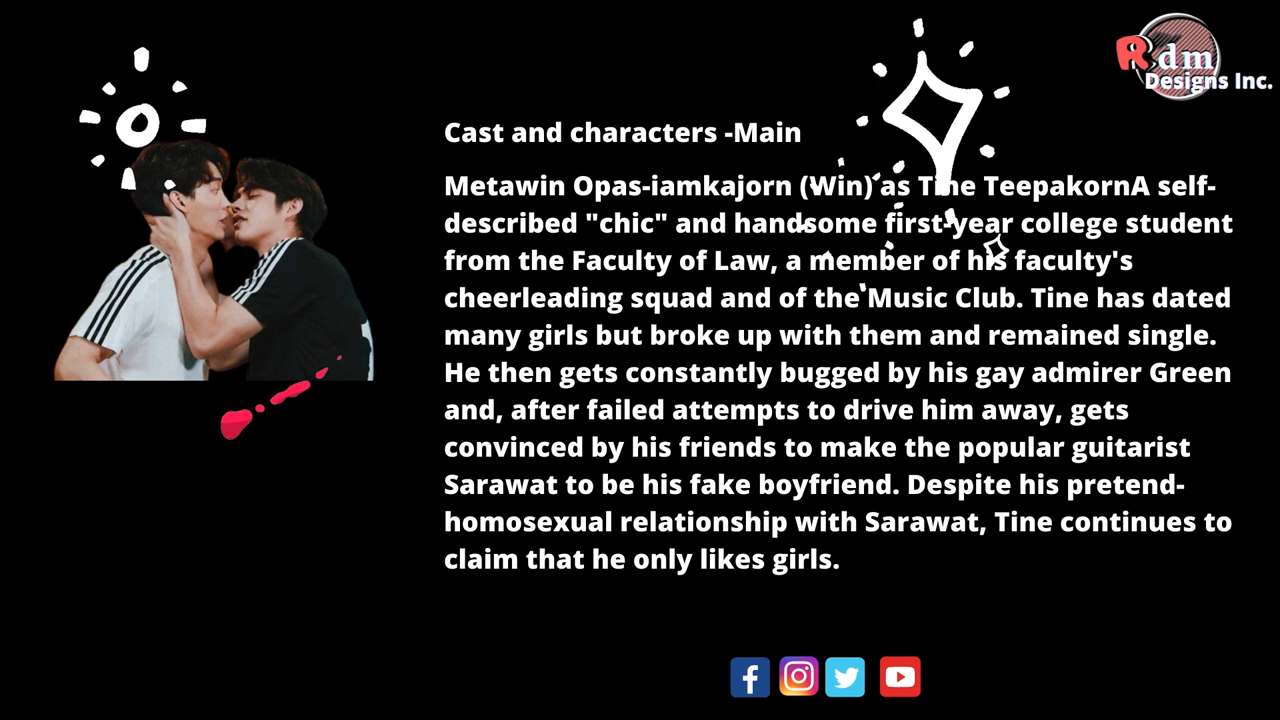 Rdm
Designs Inc.
Cast and characters -Main
Metawin Opas-iamkajorn (Win) as Tine TeepakornA self-
described "chic" and handsome first-year college student
from the Faculty of Law, a member of his faculty's
cheerleading squad and of the Music Club. Tine has dated
many girls but broke up with them and remained single.
He then gets constantly bugged by his gay admirer Green
and, after failed attempts to drive him away, gets
convinced by his friends to make the popular guitarist
Sarawat to be his fake boyfriend. Despite his pretend-
homosexual relationship with Sarawat, Tine continues to
claim that he only likes girls.